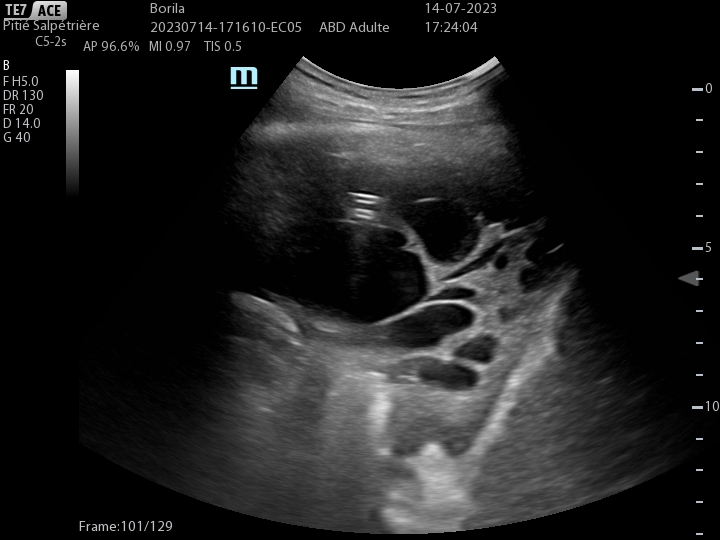 TE7 ACE Borila 14-07-2023
Pitié Salpêtrière 20230714-171610-EC05 ABD Adulte 17:24:04
C5-2s AP 96.6% MI 0.97 TIS 0.5
B
F H5.0
DR 130
FR 20
D 14.0
G 40
m
0
5
10
Frame:101/129